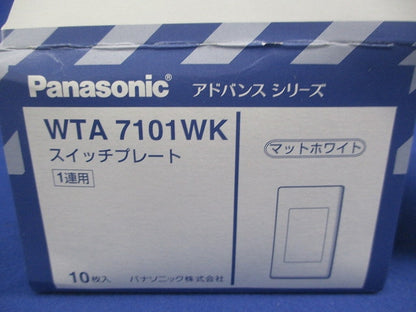 Panasonic® アドバンス シリーズ
WTA 7101WK
スイッチプレート
マットホワイト
1連用
10枚入 パナソニック株式会社